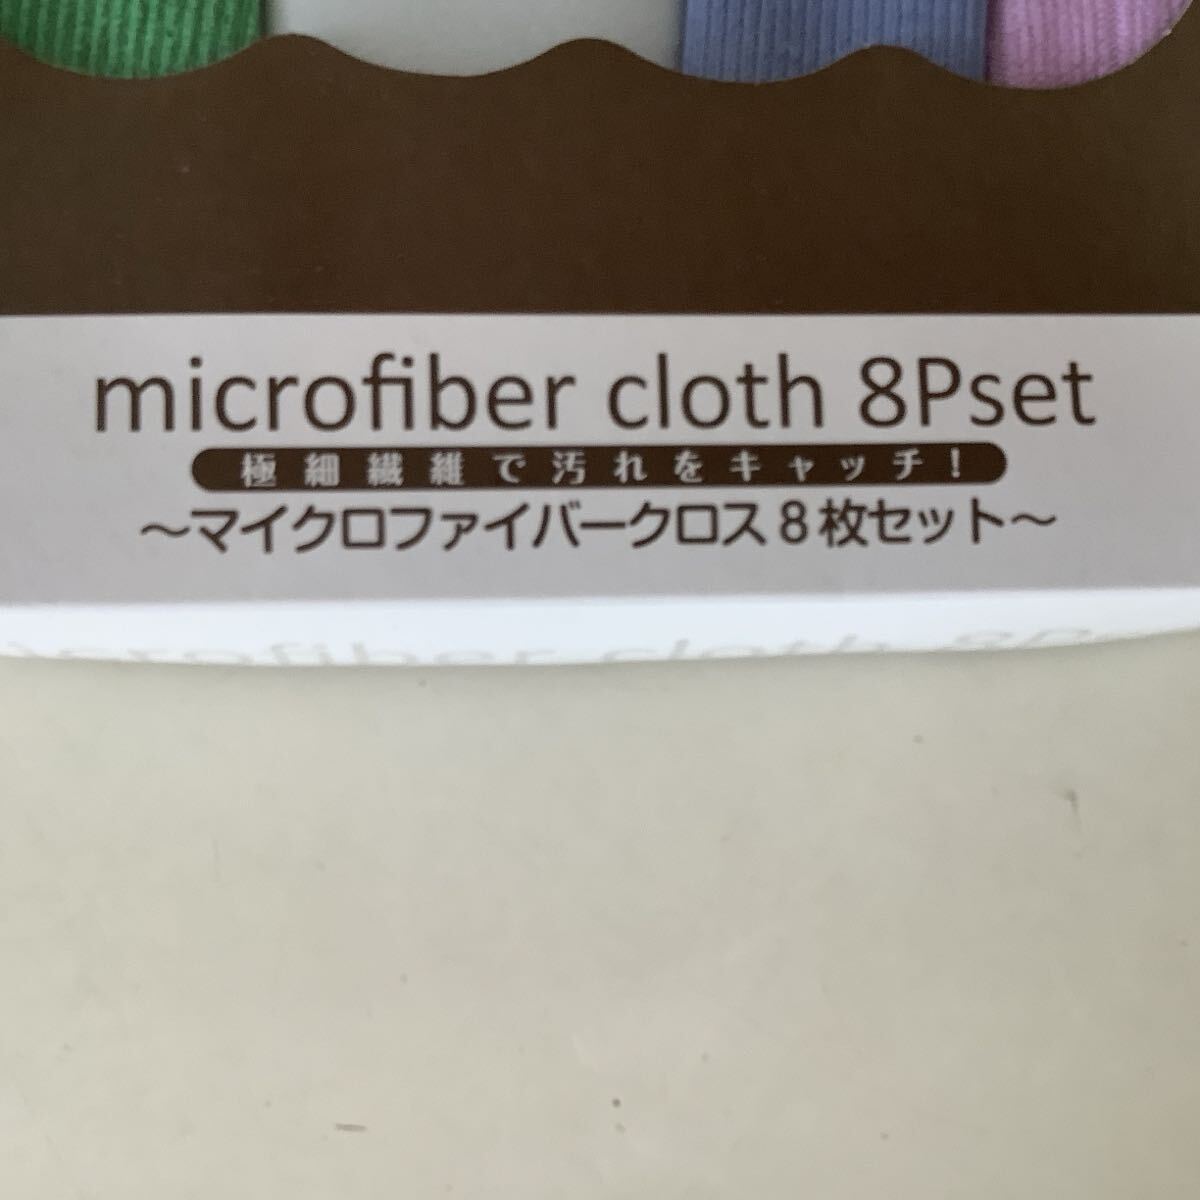 microfiber cloth 8Pset
極細繊維で汚れをキャッチ!
～マイクロファイバークロス8枚セット～